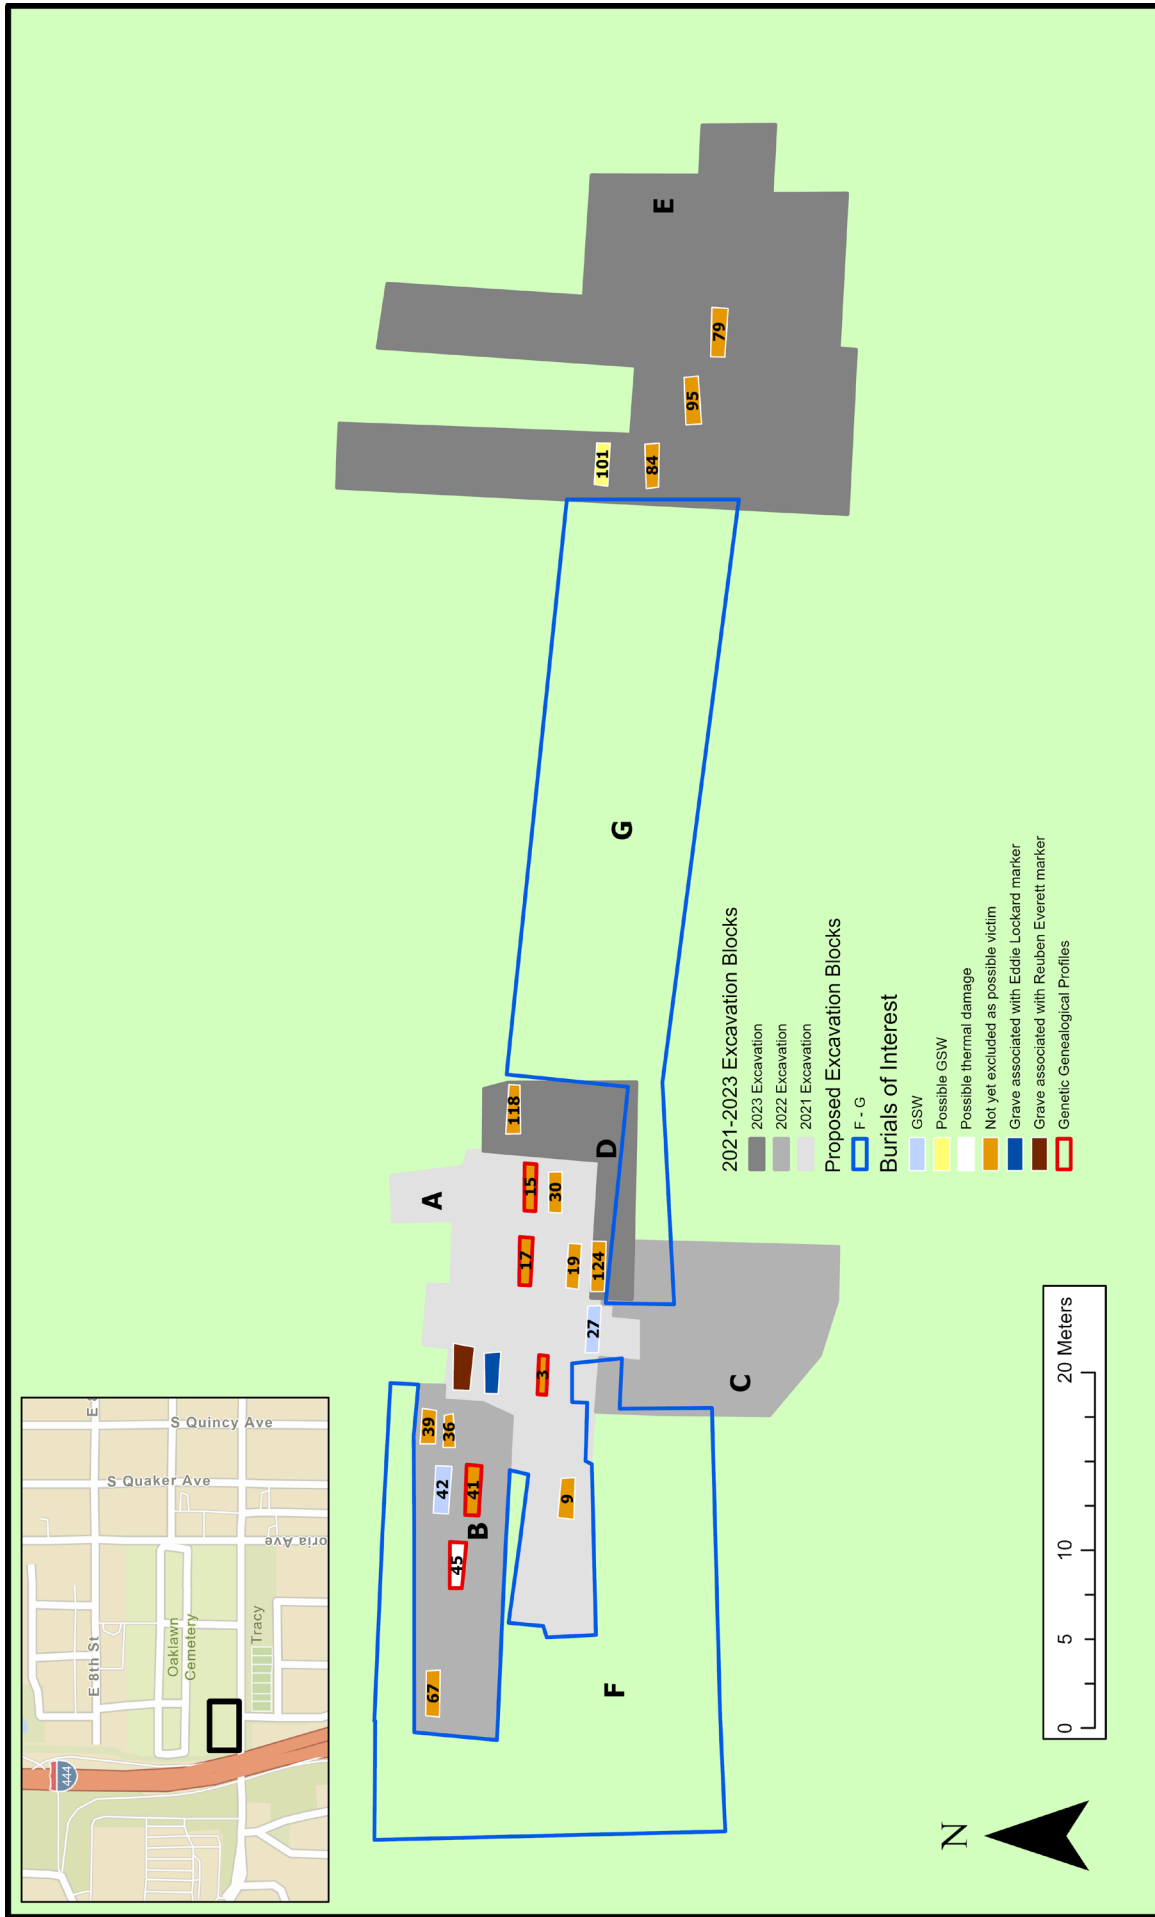 E 8th St
Oaklawn
Cemetery
Tracy
S Quincy Ave
S Quaker Ave
oria Ave
444
E
A
B
C
D
E
F
G
67
45
42
41
39
36
9
3
27
17
19
124
15
30
118
101
84
95
79
2021-2023 Excavation Blocks
2023 Excavation
2022 Excavation
2021 Excavation
Proposed Excavation Blocks
F - G
Burials of Interest
GSW
Possible GSW
Possible thermal damage
Not yet excluded as possible victim
Grave associated with Eddie Lockard marker
Grave associated with Reuben Everett marker
Genetic Genealogical Profiles
N
0 5 10 20 Meters